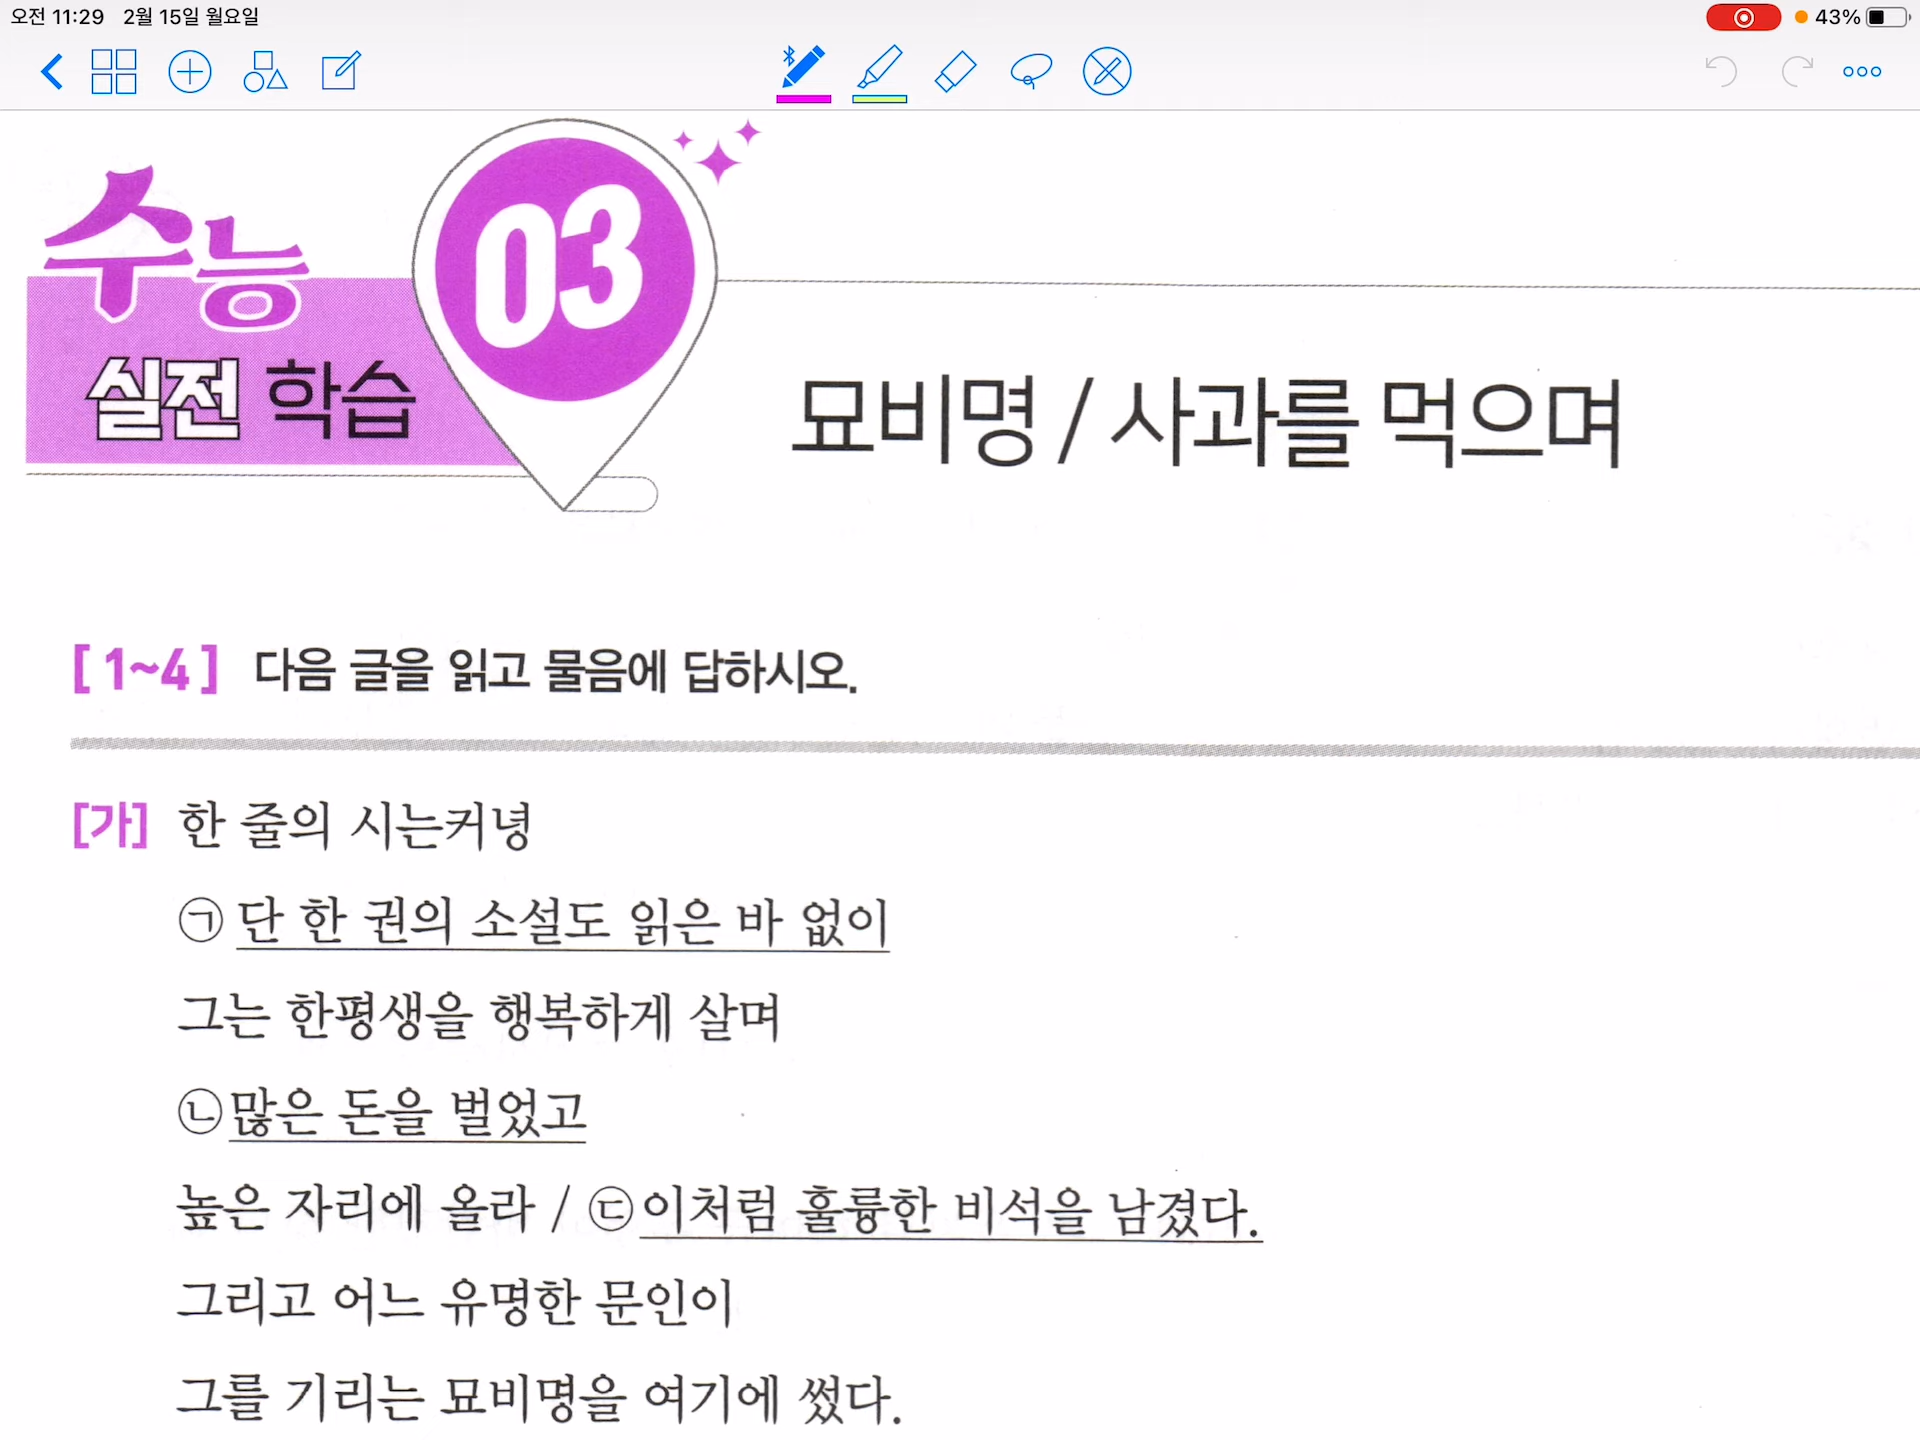 오전 11:29 2월 15일 월요일
43%
수능
실전 학습
03
묘비명 / 사과를 먹으며
[ 1~4 ] 다음 글을 읽고 물음에 답하시오.
[가] 한 줄의 시는커녕
㉠ 단 한 권의 소설도 읽은 바 없이
그는 한평생을 행복하게 살며
㉡ 많은 돈을 벌었고
높은 자리에 올라 / ㉢ 이처럼 훌륭한 비석을 남겼다.
그리고 어느 유명한 문인이
그를 기리는 묘비명을 여기에 썼다.